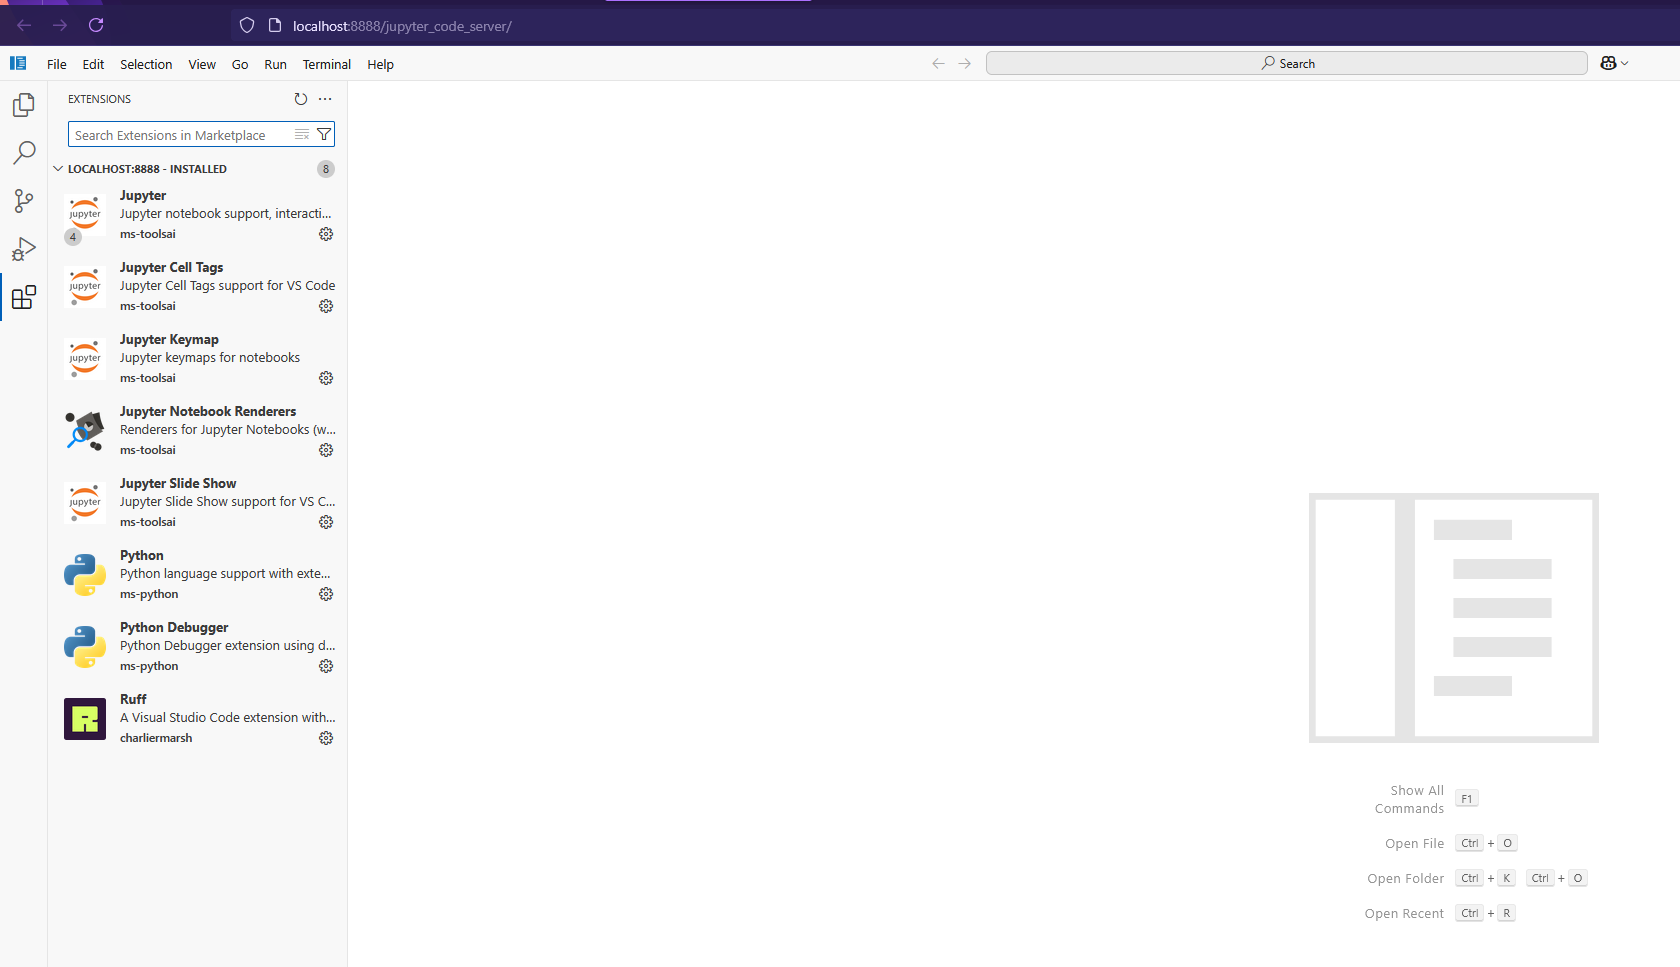 localhost:8888/jupyter_code_server/
File Edit Selection View Go Run Terminal Help
Search
EXTENSIONS
Search Extensions in Marketplace
LOCALHOST:8888 - INSTALLED
8
Jupyter
jupyter
Jupyter notebook support, interacti...
ms-toolsai
4
Jupyter Cell Tags
jupyter
Jupyter Cell Tags support for VS Code
ms-toolsai
Jupyter Keymap
jupyter
Jupyter keymaps for notebooks
ms-toolsai
Jupyter Notebook Renderers
Renderers for Jupyter Notebooks (w...
ms-toolsai
Jupyter Slide Show
jupyter
Jupyter Slide Show support for VS C...
ms-toolsai
Python
Python language support with exte...
ms-python
Python Debugger
Python Debugger extension using d...
ms-python
Ruff
R
A Visual Studio Code extension with...
charliermarsh
Show All
Commands
F1
Open File Ctrl + O
Open Folder Ctrl + K Ctrl + O
Open Recent Ctrl + R